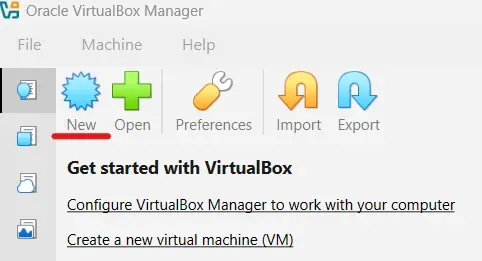 Oracle VirtualBox Manager
File Machine Help
New Open Preferences Import Export
Get started with VirtualBox
Configure VirtualBox Manager to work with your computer
Create a new virtual machine (VM)